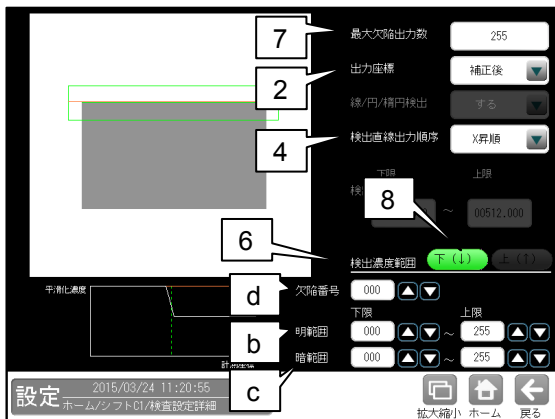 7
最大欠陥出力数
255
2
出力座標
補正後
線/円/楕円検出
する
4
検出直線出力順序
X昇順
下限
上限
8
検
~
00512.000
6
検出濃度範囲
下(↓)
上(↑)
平滑化濃度
d
欠陥番号
000
下限
上限
b
明範囲
000
~
255
暗範囲
000
~
255
c
設定
2015/03/24 11:20:55
ホーム/シフトC1/検査設定詳細
拡大縮小
ホーム
戻る